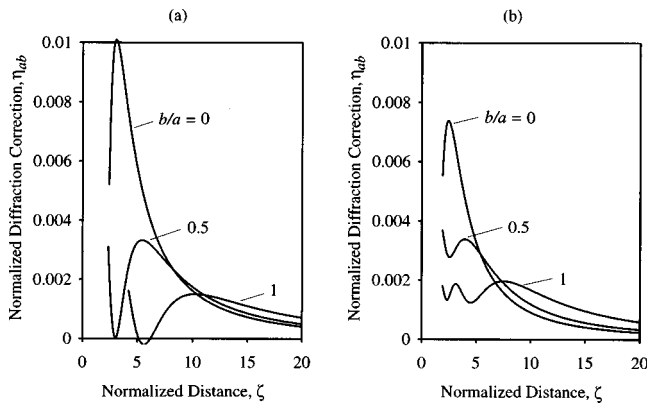 (a)
Normalized Diffraction Correction, ηab
0.01
0.008
0.006
0.004
0.002
0
b/a = 0
0.5
1
0 5 10 15 20
Normalized Distance, ζ
(b)
Normalized Diffraction Correction, ηab
0.01
0.008
0.006
0.004
0.002
0
b/a = 0
0.5
1
0 5 10 15 20
Normalized Distance, ζ